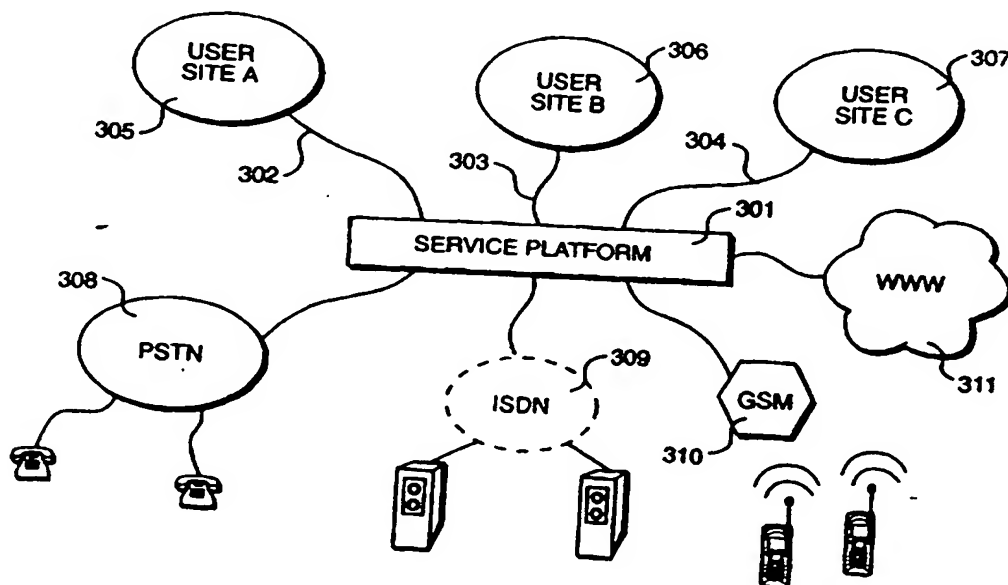 USER
SITE A
305
302
USER
SITE B
306
303
USER
SITE C
307
304
301
SERVICE PLATFORM
308
PSTN
309
ISDN
GSM
310
WWW
311